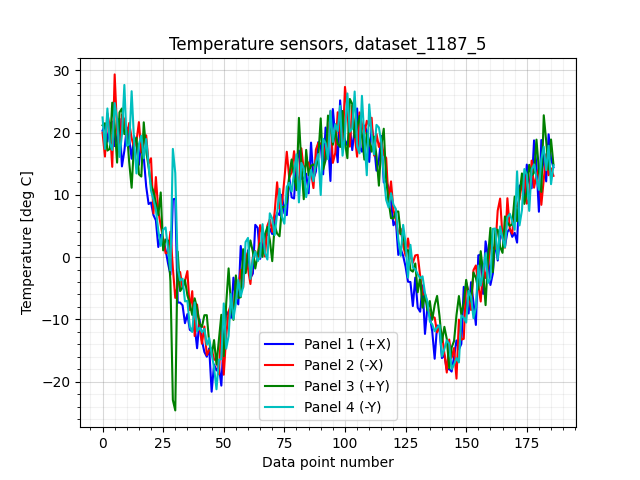 Temperature sensors, dataset_1187_5
Temperature [deg C]
30
20
10
0
−10
−20
Panel 1 (+X)
Panel 2 (-X)
Panel 3 (+Y)
Panel 4 (-Y)
0 25 50 75 100 125 150 175
Data point number